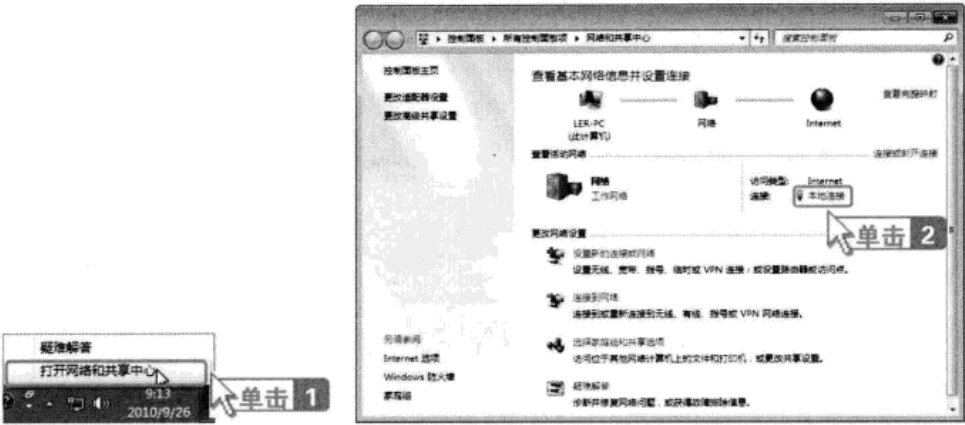 疑难解答
打开网络和共享中心
9:13
2010/9/26
单击 1
控制面板 ▸ 所有控制面板项 ▸ 网络和共享中心
搜索控制面板
控制面板主页
更改适配器设置
更改高级共享设置
另请参阅
Internet 选项
Windows 防火墙
家庭组
查看基本网络信息并设置连接
查看完整映射
LER-PC
(此计算机)
网络
Internet
查看活动网络
连接或断开连接
网络
工作网络
访问类型: Internet
连接: 本地连接
单击 2
更改网络设置
设置新的连接或网络
设置无线、宽带、拨号、临时或 VPN 连接；或设置路由器或访问点。
连接到网络
连接到或重新连接到无线、有线、拨号或 VPN 网络连接。
选择家庭组和共享选项
访问位于其他网络计算机上的文件和打印机，或更改共享设置。
疑难解答
诊断并修复网络问题，或获得故障排除信息。